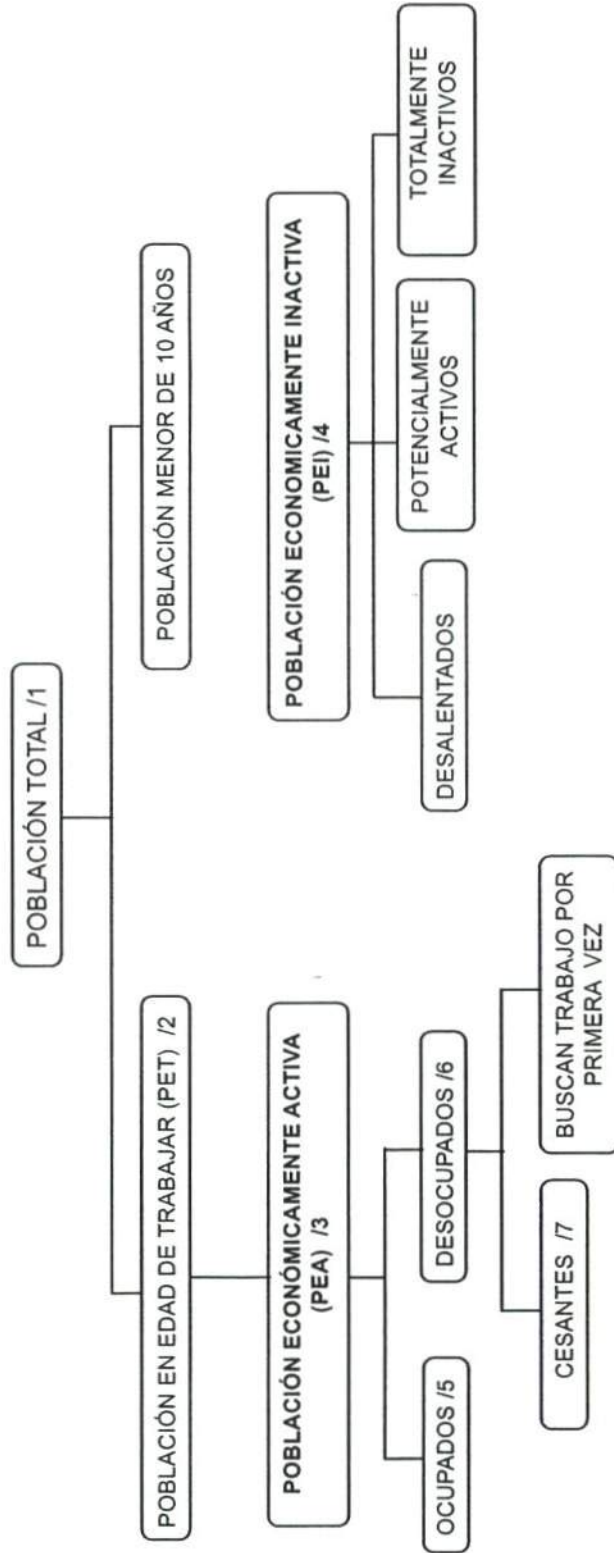 POBLACIÓN TOTAL /1
POBLACIÓN EN EDAD DE TRABAJAR (PET) /2
POBLACIÓN MENOR DE 10 AÑOS
POBLACIÓN ECONÓMICAMENTE ACTIVA
(PEA) /3
POBLACIÓN ECONOMICAMENTE INACTIVA
(PEI) /4
OCUPADOS /5
DESOCUPADOS /6
DESALENTADOS
POTENCIALMENTE
ACTIVOS
TOTALMENTE
INACTIVOS
CESANTES /7
BUSCAN TRABAJO POR
PRIMERA VEZ